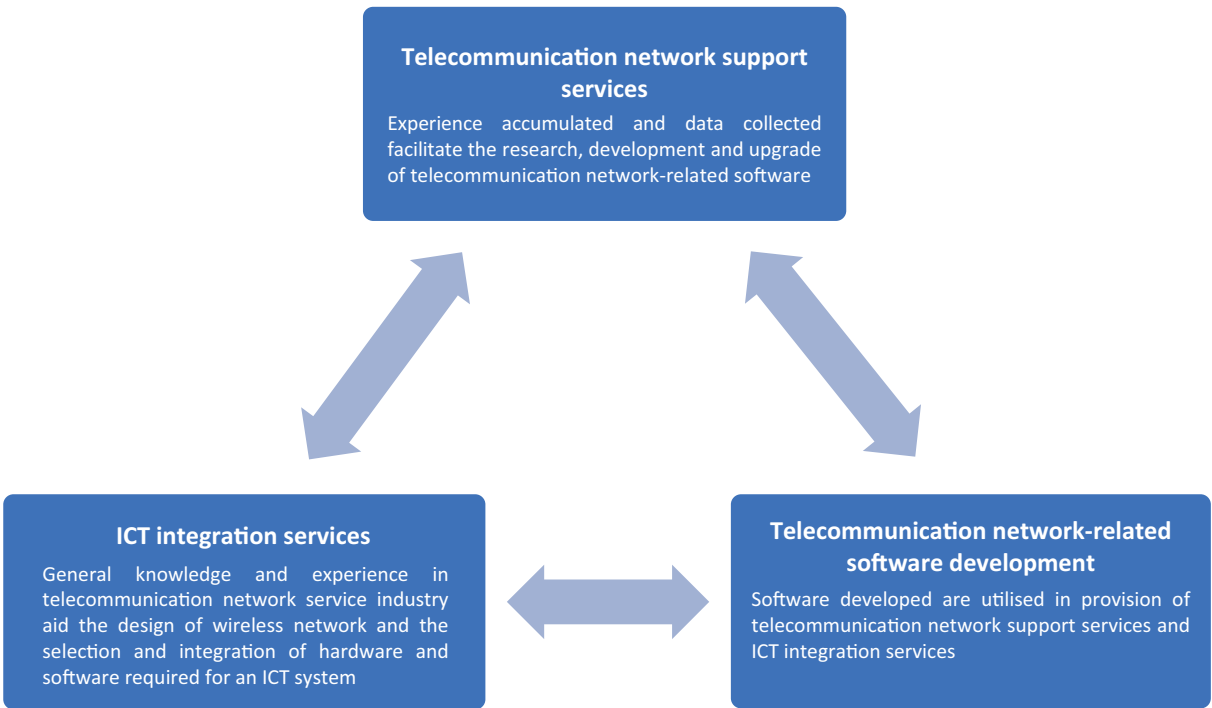 Telecommunication network support
services
Experience accumulated and data collected
facilitate the research, development and upgrade
of telecommunication network-related software
ICT integration services
General knowledge and experience in
telecommunication network service industry
aid the design of wireless network and the
selection and integration of hardware and
software required for an ICT system
Telecommunication network-related
software development
Software developed are utilised in provision of
telecommunication network support services and
ICT integration services